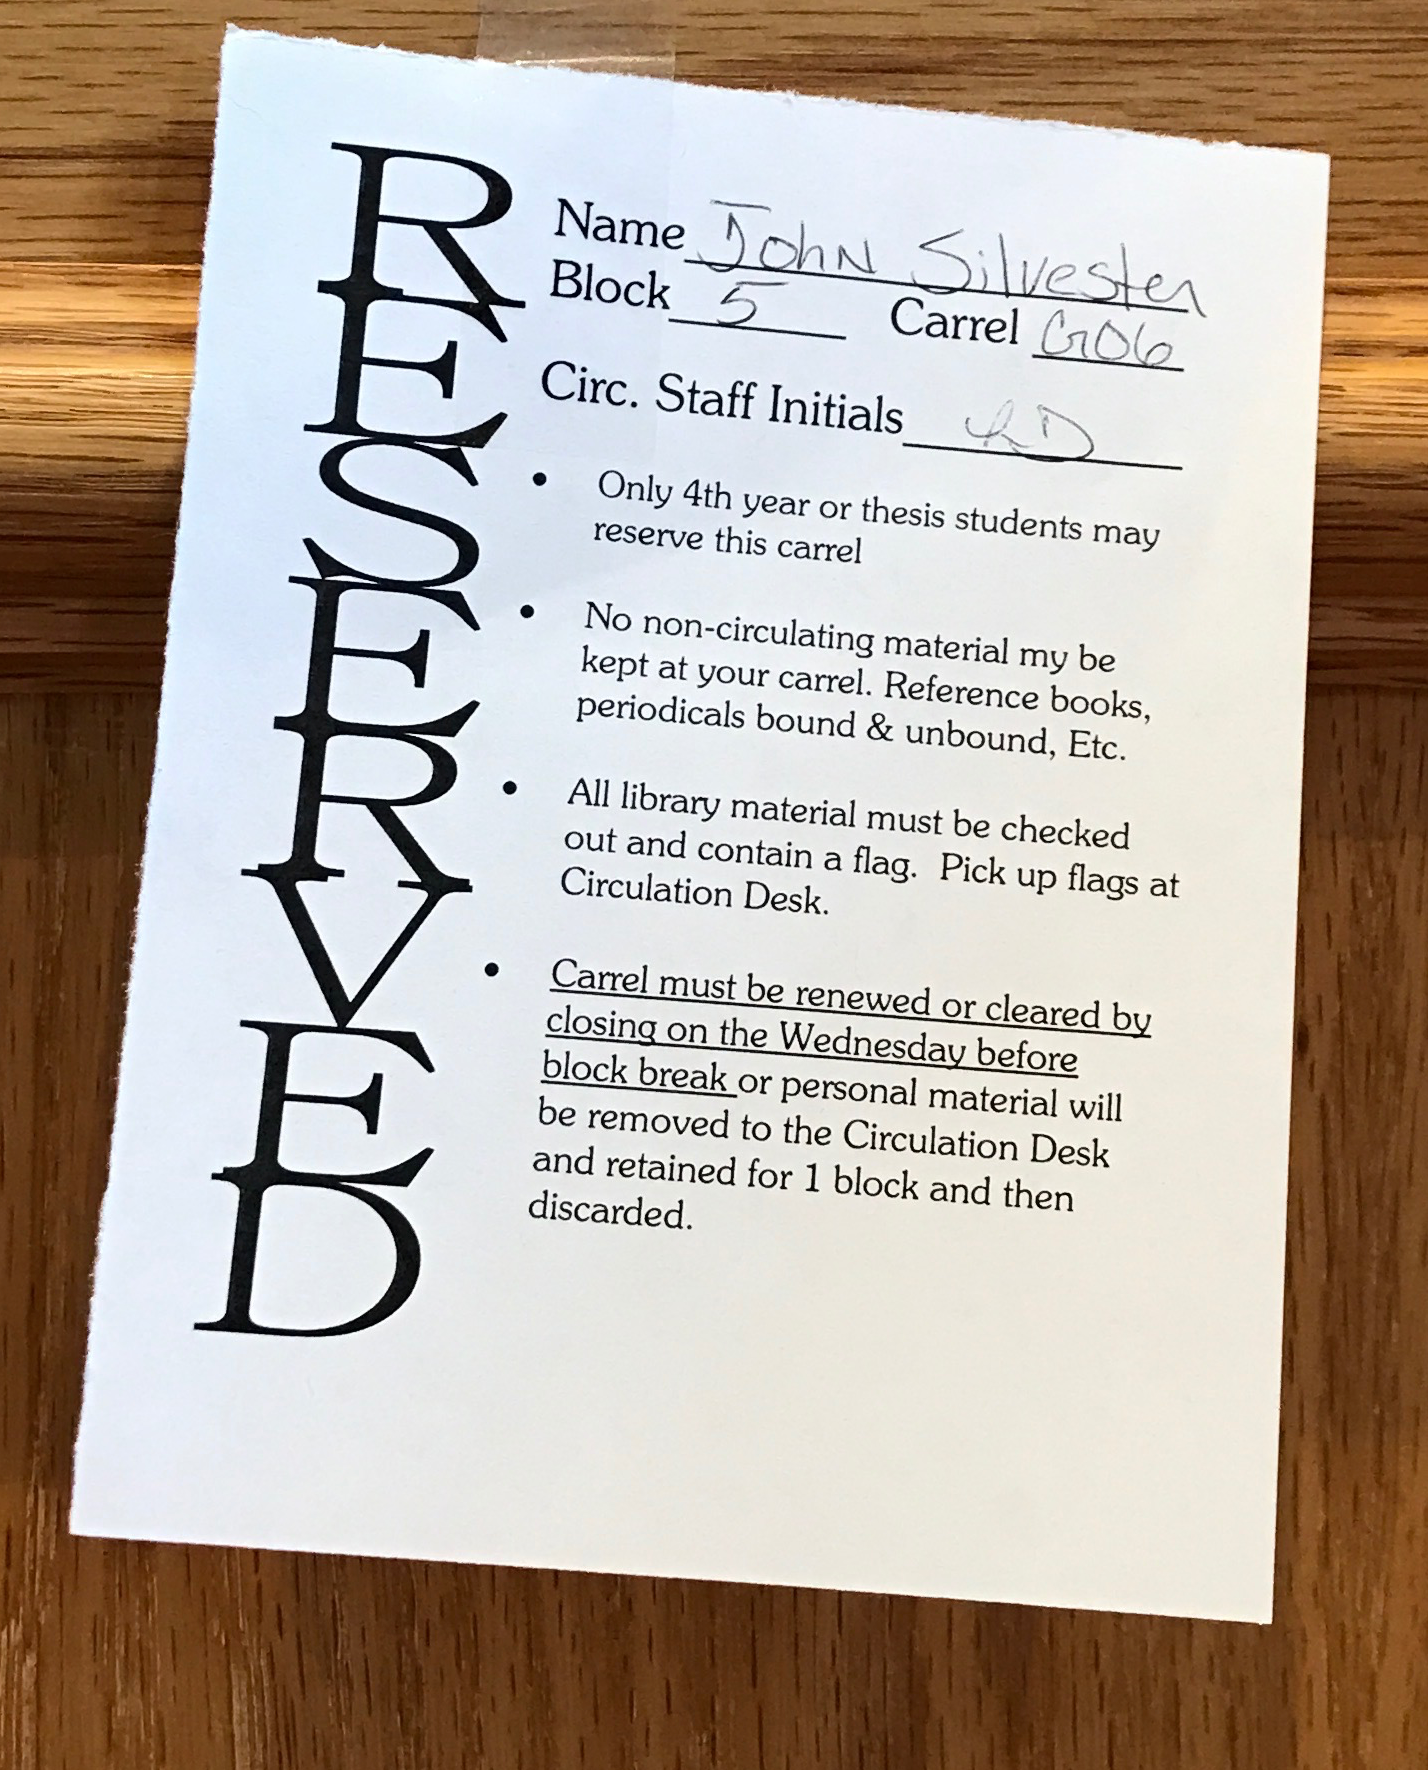 RESERVED
Name John Silvester
Block 5 Carrel G06
Circ. Staff Initials
• Only 4th year or thesis students may
reserve this carrel
• No non-circulating material my be
kept at your carrel. Reference books,
periodicals bound & unbound, Etc.
• All library material must be checked
out and contain a flag. Pick up flags at
Circulation Desk.
• Carrel must be renewed or cleared by
closing on the Wednesday before
block break or personal material will
be removed to the Circulation Desk
and retained for 1 block and then
discarded.